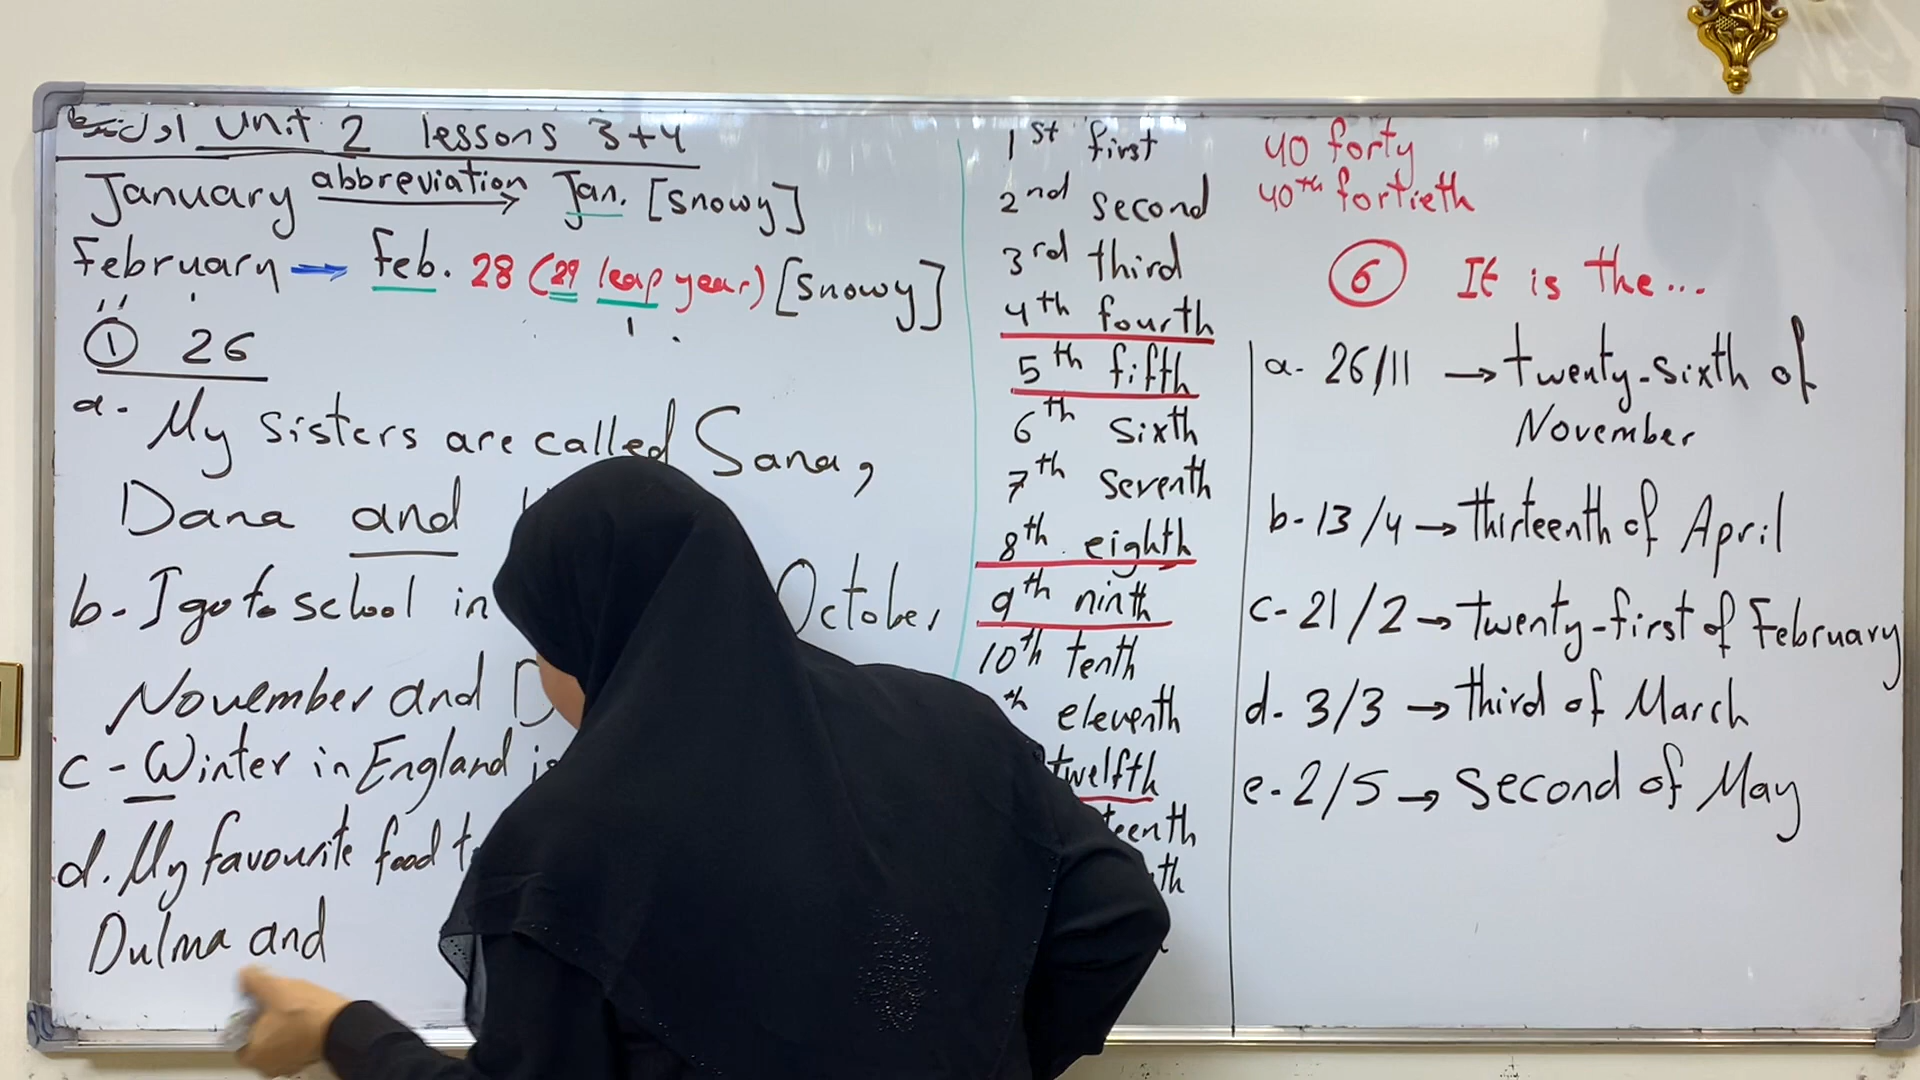 اول متوسط Unit 2 lessons 3+4
January abbreviation Jan. [snowy]
February → Feb. 28 (29 leap year) [snowy]
① 26
a- My sisters are called Sana,
Dana and
b- I go to school in October,
November and
c- Winter in England
d. My favourite food
Dulma and
1st first
2nd second
3rd third
4th fourth
5th fifth
6th sixth
7th seventh
8th eighth
9th ninth
10th tenth
th eleventh
twelfth
teenth
th
40 forty
40th fortieth
⑥ It is the...
a- 26/11 → twenty-sixth of
November
b- 13/4 → thirteenth of April
c- 21/2 → twenty-first of February
d. 3/3 → third of March
e. 2/5 → second of May